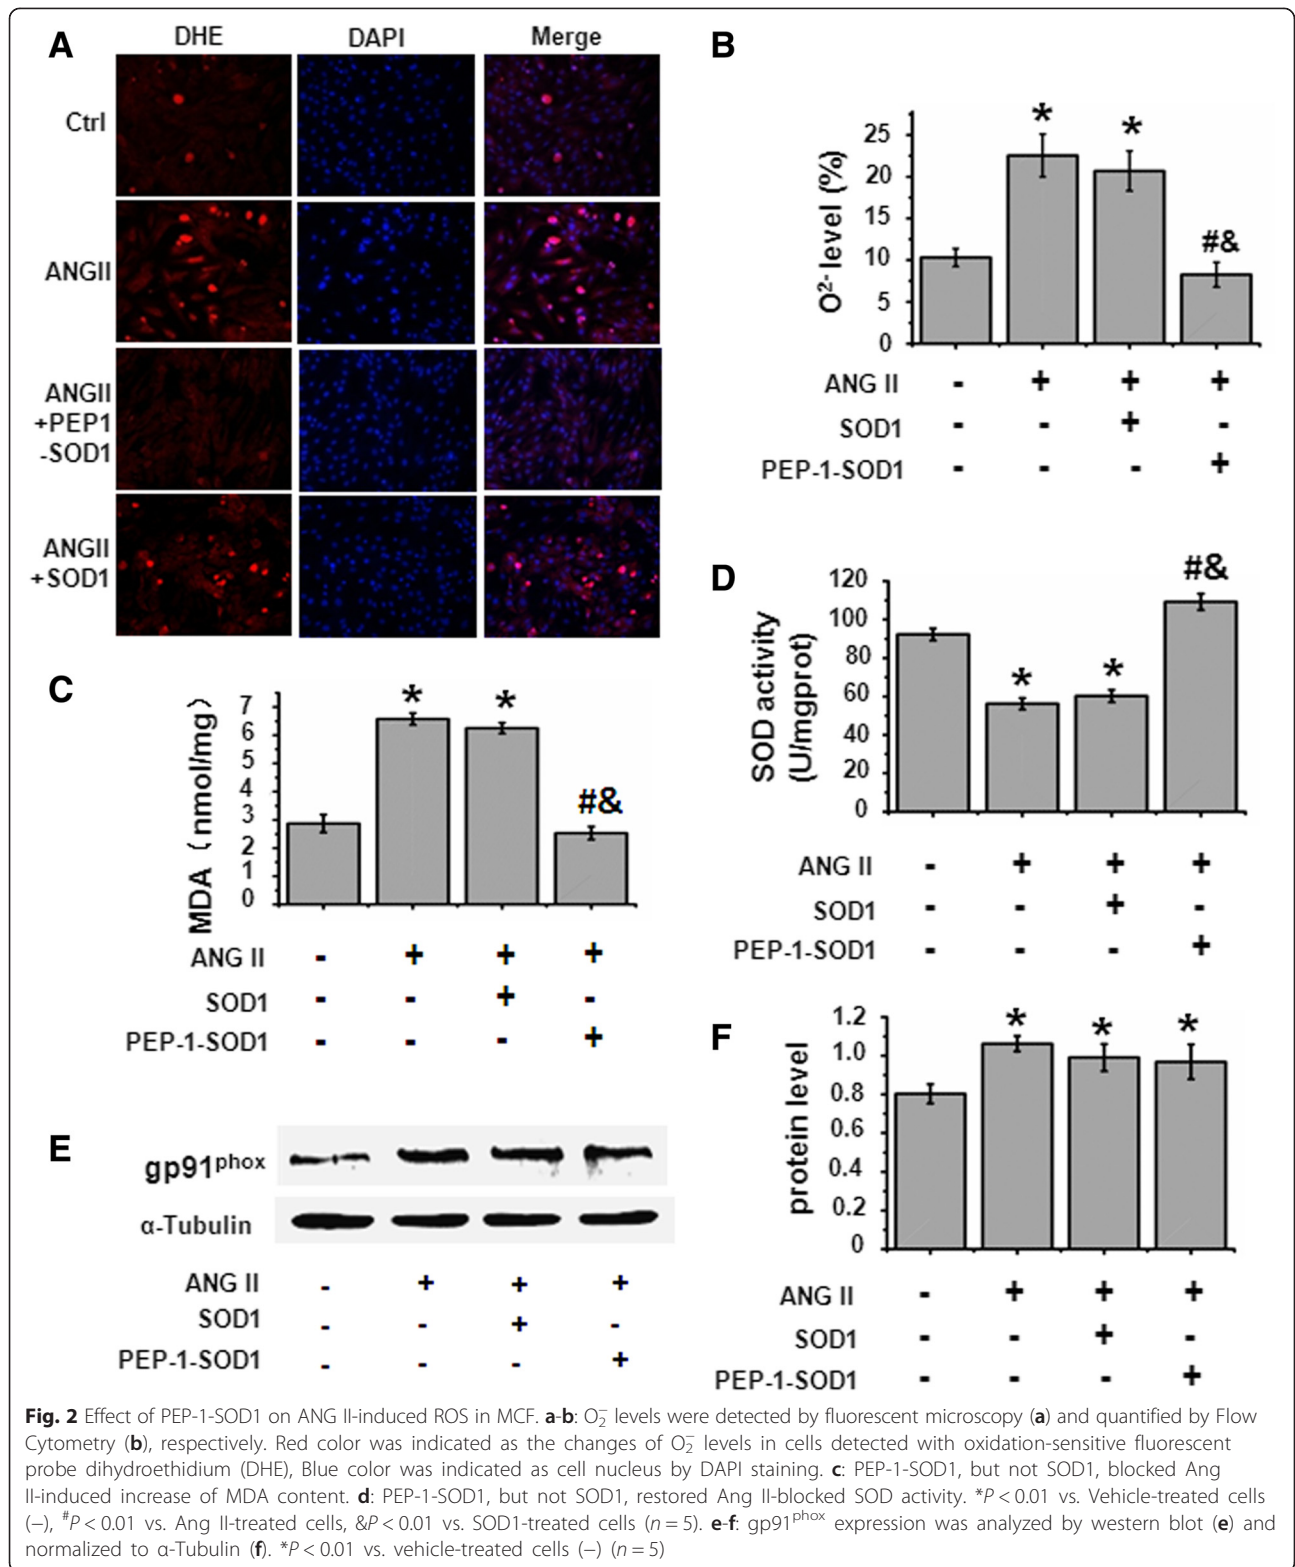 A
DHE DAPI Merge
Ctrl
ANGII
ANGII
+PEP1
-SOD1
ANGII
+SOD1
B
O²⁻ level (%)
25
20
15
10
5
0
* * #&
ANG II - + + +
SOD1 - - + -
PEP-1-SOD1 - - - +
C
MDA (nmol/mg)
7
6
5
4
3
2
1
0
* * #&
ANG II - + + +
SOD1 - - + -
PEP-1-SOD1 - - - +
D
SOD activity
(U/mgprot)
120
100
80
60
40
20
0
* * #&
ANG II - + + +
SOD1 - - + -
PEP-1-SOD1 - - - +
E
gp91ᵖʰᵒˣ
α-Tubulin
ANG II - + + +
SOD1 - - + -
PEP-1-SOD1 - - - +
F
protein level
1.2
1.0
0.8
0.6
0.4
0.2
0
* * *
ANG II - + + +
SOD1 - - + -
PEP-1-SOD1 - - - +
Fig. 2 Effect of PEP-1-SOD1 on ANG II-induced ROS in MCF. a-b: O₂⁻ levels were detected by fluorescent microscopy (a) and quantified by Flow
Cytometry (b), respectively. Red color was indicated as the changes of O₂⁻ levels in cells detected with oxidation-sensitive fluorescent
probe dihydroethidium (DHE), Blue color was indicated as cell nucleus by DAPI staining. c: PEP-1-SOD1, but not SOD1, blocked Ang
II-induced increase of MDA content. d: PEP-1-SOD1, but not SOD1, restored Ang II-blocked SOD activity. *P < 0.01 vs. Vehicle-treated cells
(−), #P < 0.01 vs. Ang II-treated cells, &P < 0.01 vs. SOD1-treated cells (n = 5). e-f: gp91ᵖʰᵒˣ expression was analyzed by western blot (e) and
normalized to α-Tubulin (f). *P < 0.01 vs. vehicle-treated cells (−) (n = 5)